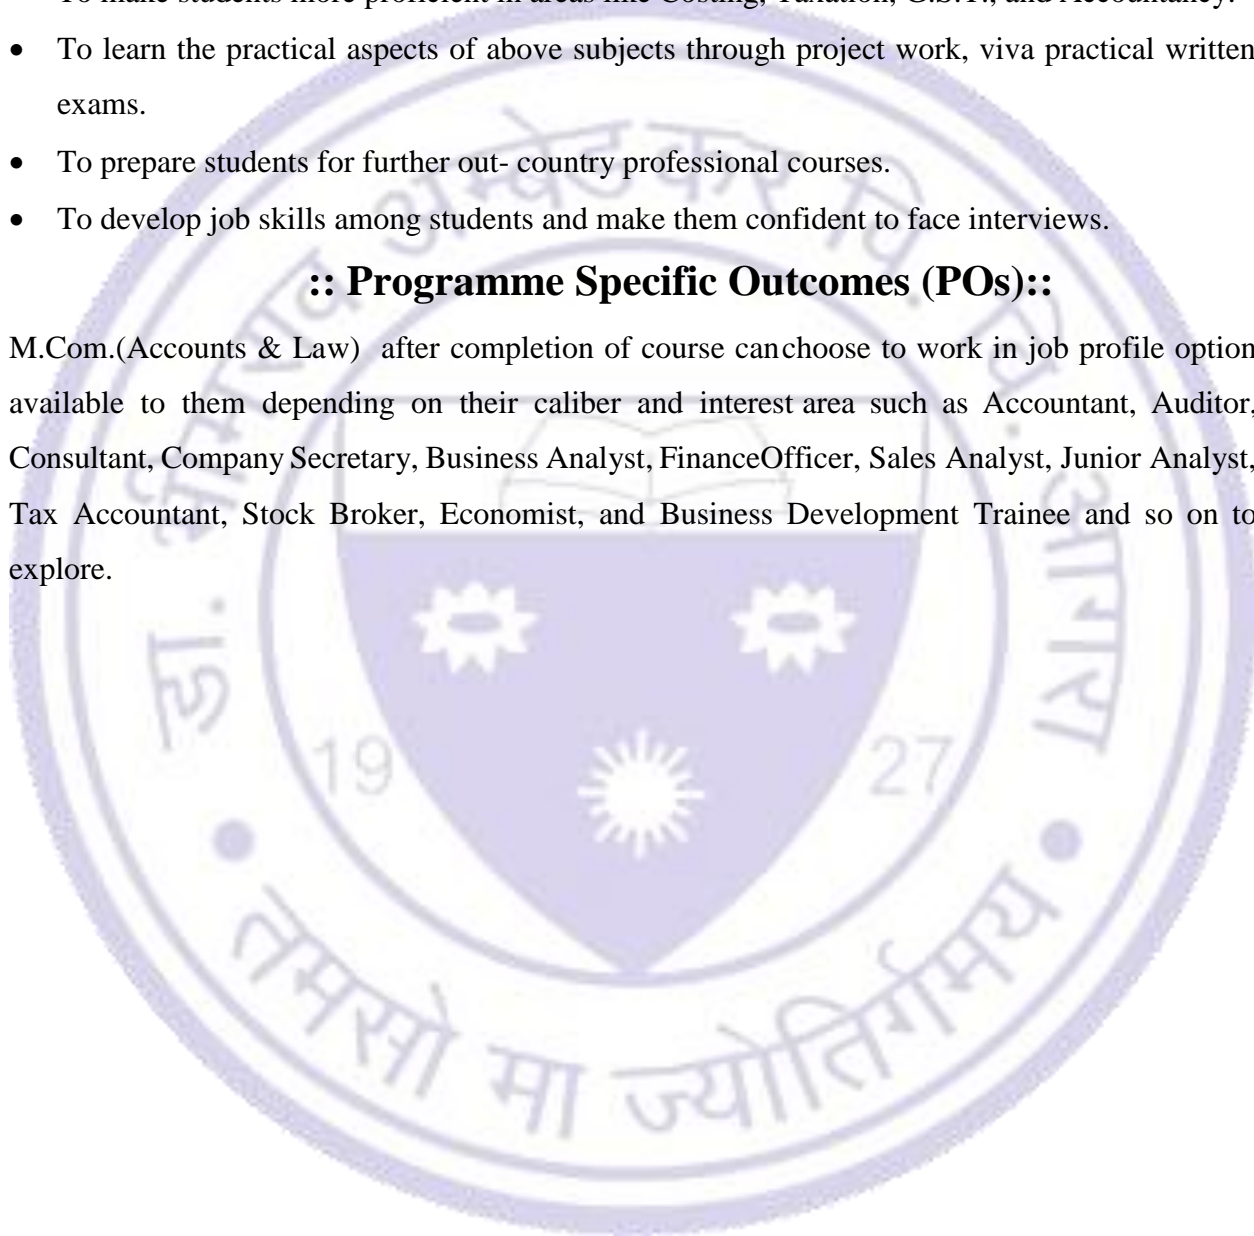 To make students more proficient in areas like Costing, Taxation, G.S.T., and Accountancy.
• To learn the practical aspects of above subjects through project work, viva practical written
exams.
• To prepare students for further out- country professional courses.
• To develop job skills among students and make them confident to face interviews.
:: Programme Specific Outcomes (POs)::
M.Com.(Accounts & Law) after completion of course canchoose to work in job profile option
available to them depending on their caliber and interest area such as Accountant, Auditor,
Consultant, Company Secretary, Business Analyst, FinanceOfficer, Sales Analyst, Junior Analyst,
Tax Accountant, Stock Broker, Economist, and Business Development Trainee and so on to
explore.
डा. भीमराव अम्बेडकर वि. वि. आगरा
19 27
तमसो मा ज्योतिर्गमय